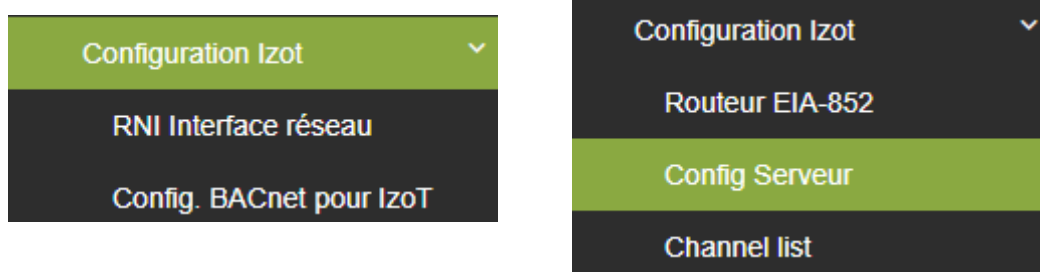 Configuration Izot
RNI Interface réseau
Config. BACnet pour IzoT
Configuration Izot
Routeur EIA-852
Config Serveur
Channel list